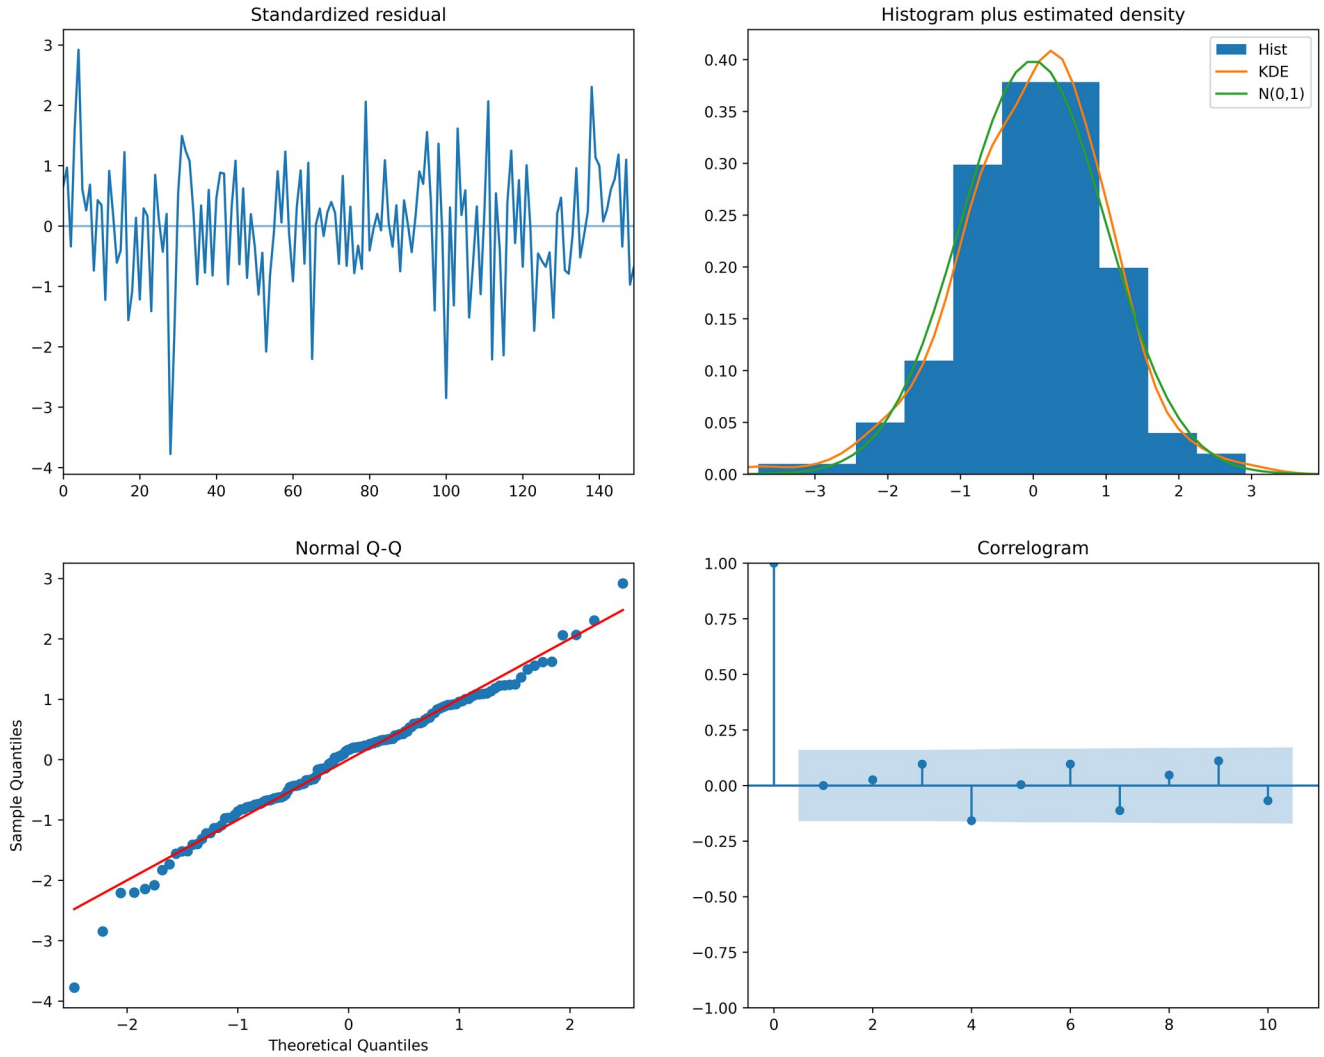 Standardized residual
3
2
1
0
−1
−2
−3
−4
0 20 40 60 80 100 120 140
Histogram plus estimated density
0.40
0.35
0.30
0.25
0.20
0.15
0.10
0.05
0.00
−3 −2 −1 0 1 2 3
Hist
KDE
N(0,1)
Normal Q-Q
Sample Quantiles
3
2
1
0
−1
−2
−3
−4
−2 −1 0 1 2
Theoretical Quantiles
Correlogram
1.00
0.75
0.50
0.25
0.00
−0.25
−0.50
−0.75
−1.00
0 2 4 6 8 10